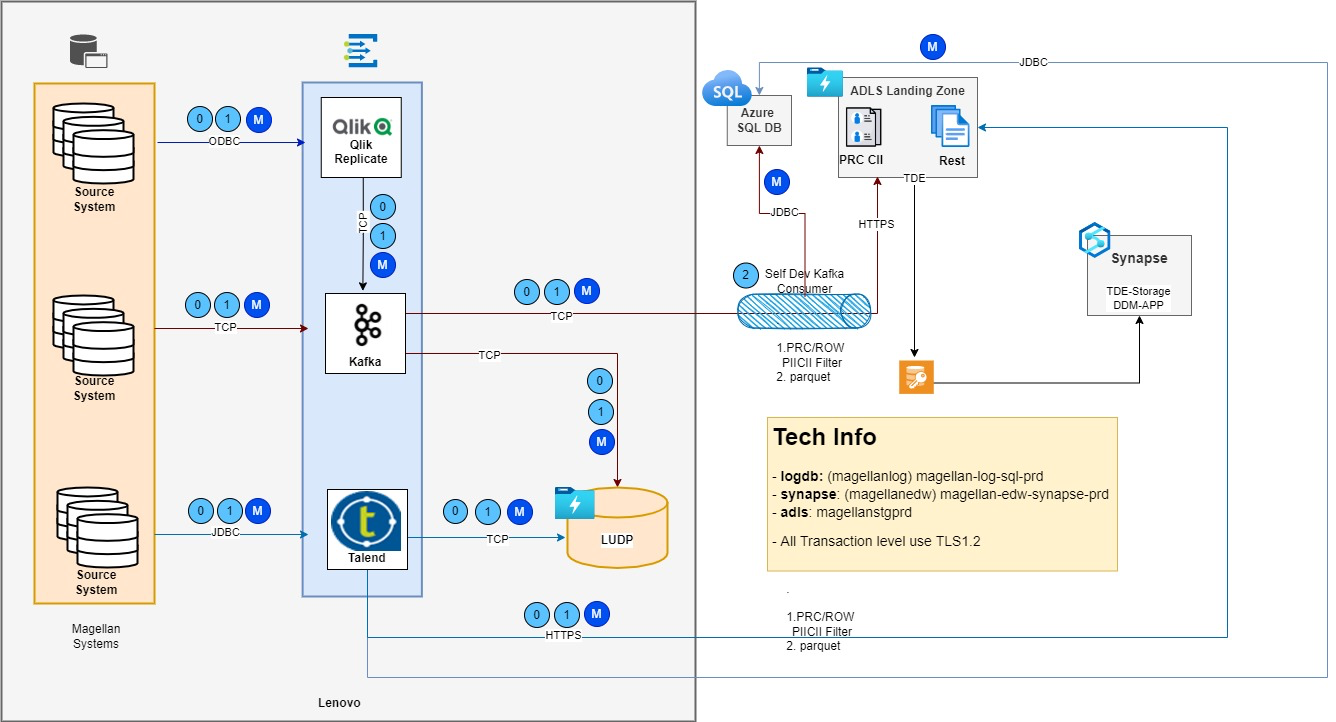 0 1 M
ODBC
Source
System
Qlik
Qlik
Replicate
TCP
0
1
M
0 1 M
TCP
Source
System
Kafka
0 1 M
TCP
TCP
0
1
M
0 1 M
JDBC
Source
System
t
Talend
0 1 M
TCP
LUDP
0 1 M
HTTPS
Magellan
Systems
Lenovo
M
JDBC
SQL
Azure
SQL DB
ADLS Landing Zone
PRC CII
Rest
TDE
M
JDBC
HTTPS
2
Self Dev Kafka
Consumer
1.PRC/ROW
PIICII Filter
2. parquet
Synapse
TDE-Storage
DDM-APP
Tech Info
- logdb: (magellanlog) magellan-log-sql-prd
- synapse: (magellanedw) magellan-edw-synapse-prd
- adls: magellanstgprd
- All Transaction level use TLS1.2
.
1.PRC/ROW
PIICII Filter
2. parquet